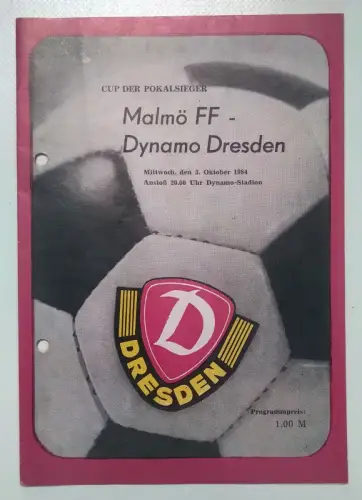 CUP DER POKALSIEGER
Malmö FF -
Dynamo Dresden
Mittwoch, den 3. Oktober 1984
Anstoß 20.00 Uhr Dynamo-Stadion
D
DRESDEN
Programmpreis:
1,00 M